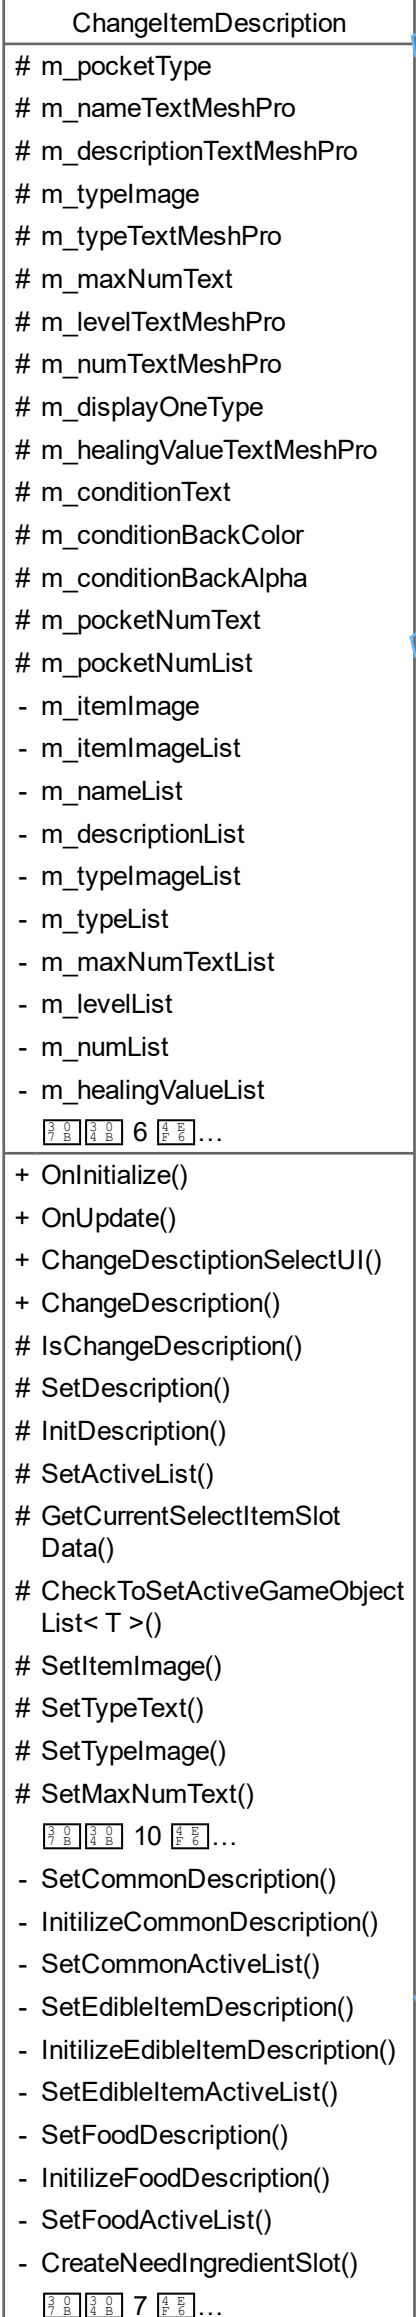 ChangeItemDescription
# m_pocketType
# m_nameTextMeshPro
# m_descriptionTextMeshPro
# m_typeImage
# m_typeTextMeshPro
# m_maxNumText
# m_levelTextMeshPro
# m_numTextMeshPro
# m_displayOneType
# m_healingValueTextMeshPro
# m_conditionText
# m_conditionBackColor
# m_conditionBackAlpha
# m_pocketNumText
# m_pocketNumList
- m_itemImage
- m_itemImageList
- m_nameList
- m_descriptionList
- m_typeImageList
- m_typeList
- m_maxNumTextList
- m_levelList
- m_numList
- m_healingValueList
6 ...
+ OnInitialize()
+ OnUpdate()
+ ChangeDesctiptionSelectUI()
+ ChangeDescription()
# IsChangeDescription()
# SetDescription()
# InitDescription()
# SetActiveList()
# GetCurrentSelectItemSlot
Data()
# CheckToSetActiveGameObject
List< T >()
# SetItemImage()
# SetTypeText()
# SetTypeImage()
# SetMaxNumText()
10 ...
- SetCommonDescription()
- InitilizeCommonDescription()
- SetCommonActiveList()
- SetEdibleItemDescription()
- InitilizeEdibleItemDescription()
- SetEdibleItemActiveList()
- SetFoodDescription()
- InitilizeFoodDescription()
- SetFoodActiveList()
- CreateNeedIngredientSlot()
7 ...